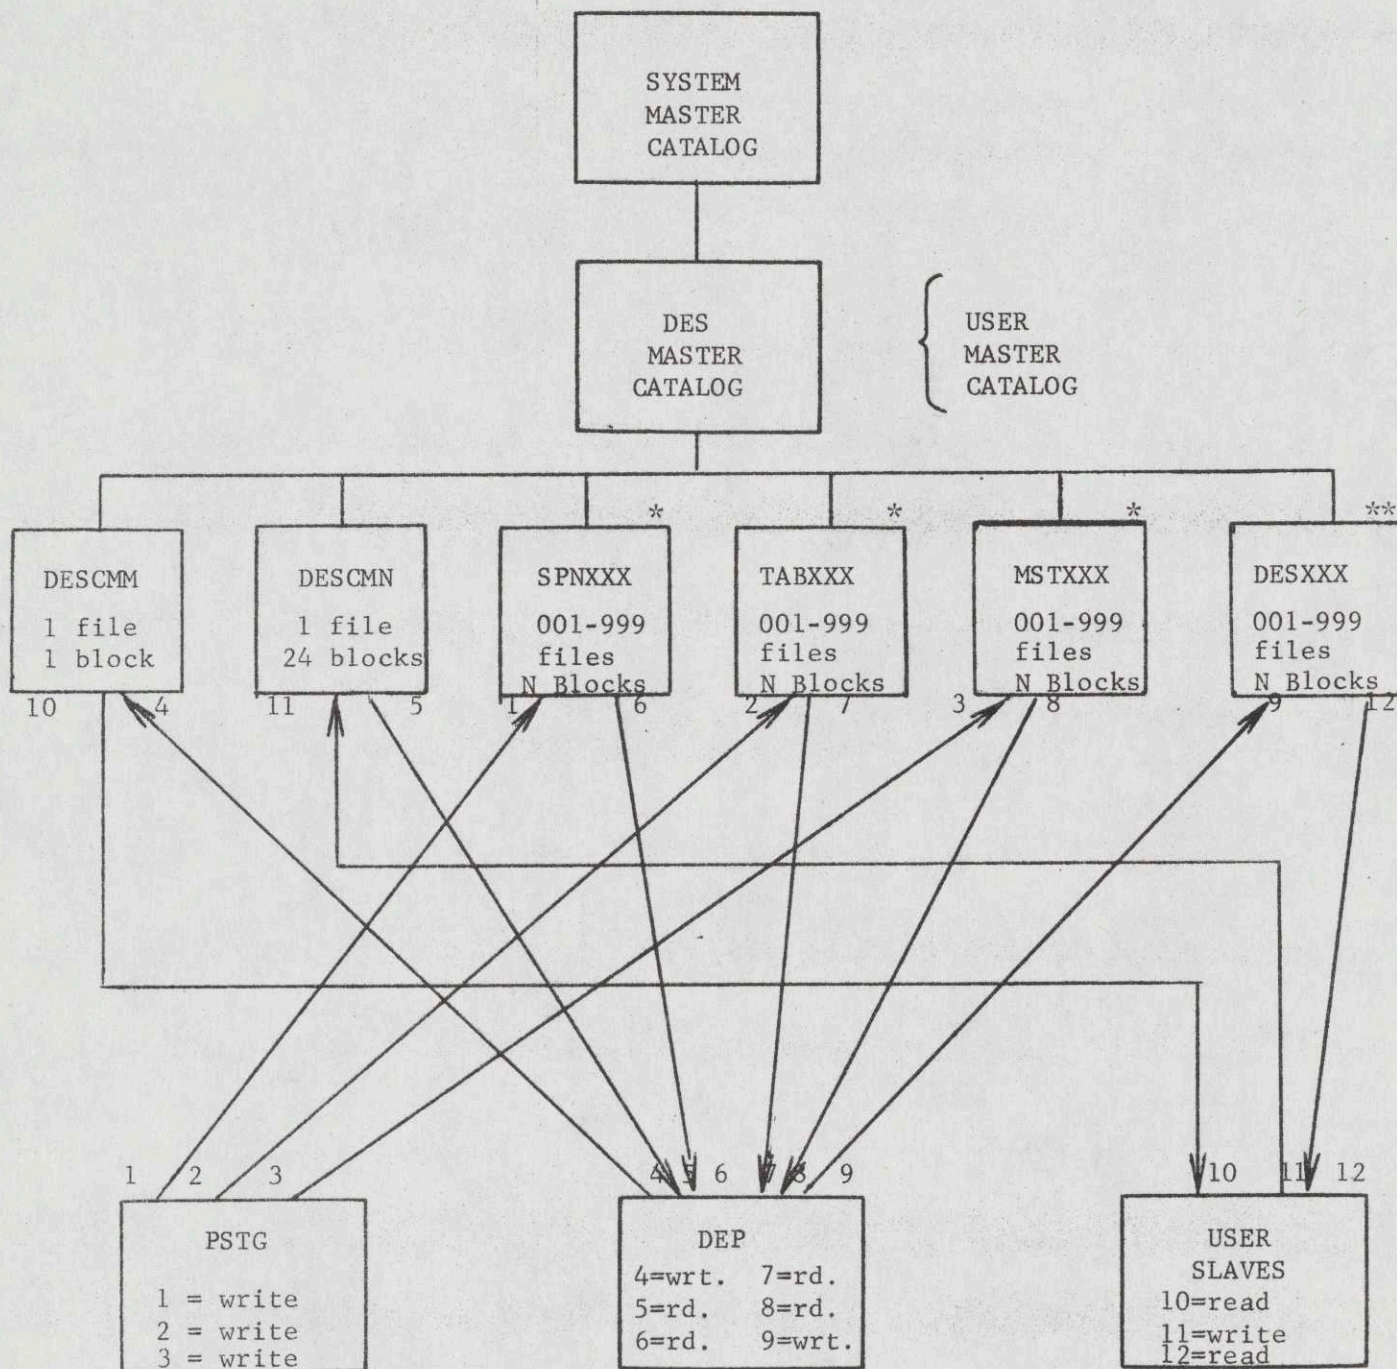 SYSTEM
MASTER
CATALOG
DES
MASTER
CATALOG
USER
MASTER
CATALOG
*
*
*
**
DESCMM
1 file
1 block
DESCMN
1 file
24 blocks
SPNXXX
001-999
files
N Blocks
TABXXX
001-999
files
N Blocks
MSTXXX
001-999
files
N Blocks
DESXXX
001-999
files
N Blocks
10 4 11 5 1 6 2 7 3 8 9 12
1 2 3 4 5 6 7 8 9 10 11 12
PSTG
1 = write
2 = write
3 = write
DEP
4=wrt. 7=rd.
5=rd. 8=rd.
6=rd. 9=wrt.
USER
SLAVES
10=read
11=write
12=read